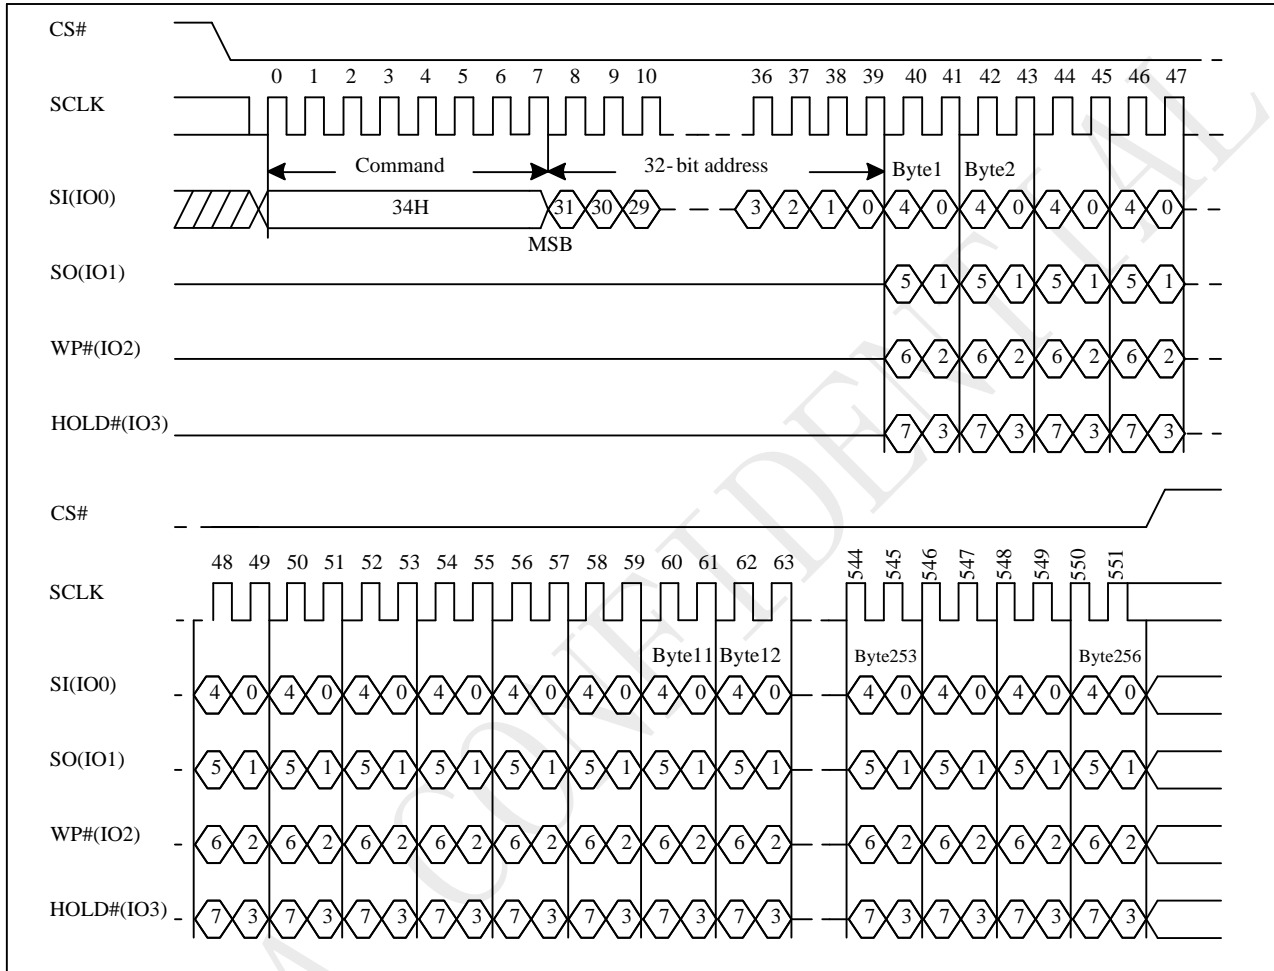 CS#
0 1 2 3 4 5 6 7 8 9 10 36 37 38 39 40 41 42 43 44 45 46 47
SCLK
Command 32-bit address Byte1 Byte2
SI(IO0) 34H 31 30 29 3 2 1 0 4 0 4 0 4 0 4 0
MSB
SO(IO1) 5 1 5 1 5 1 5 1
WP#(IO2) 6 2 6 2 6 2 6 2
HOLD#(IO3) 7 3 7 3 7 3 7 3
CS#
48 49 50 51 52 53 54 55 56 57 58 59 60 61 62 63 544 545 546 547 548 549 550 551
SCLK
Byte11 Byte12 Byte253 Byte256
SI(IO0) 4 0 4 0 4 0 4 0 4 0 4 0 4 0 4 0 4 0 4 0 4 0 4 0
SO(IO1) 5 1 5 1 5 1 5 1 5 1 5 1 5 1 5 1 5 1 5 1 5 1 5 1
WP#(IO2) 6 2 6 2 6 2 6 2 6 2 6 2 6 2 6 2 6 2 6 2 6 2 6 2
HOLD#(IO3) 7 3 7 3 7 3 7 3 7 3 7 3 7 3 7 3 7 3 7 3 7 3 7 3
CONFIDENTIAL